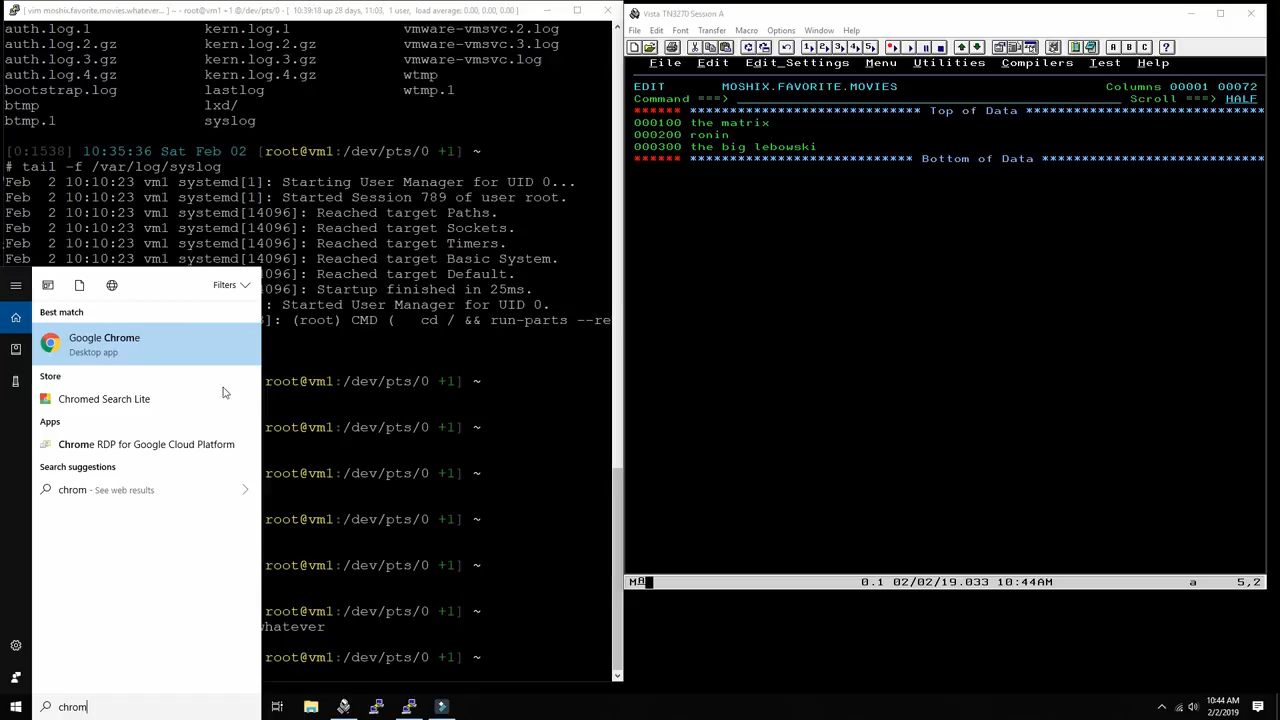 [ vim moshix.favorite.movies.whatever... ] ~ - root@vm1 +1 @/dev/pts/0 - [ 10:39:18 up 28 days, 11:03, 1 user, load average: 0.00, 0.00, 0.00 ]
auth.log.1 kern.log.1 vmware-vmsvc.2.log
auth.log.2.gz kern.log.2.gz vmware-vmsvc.3.log
auth.log.3.gz kern.log.3.gz vmware-vmsvc.log
auth.log.4.gz kern.log.4.gz wtmp
bootstrap.log lastlog wtmp.1
btmp lxd/
btmp.1 syslog
[0:1538] 10:35:36 Sat Feb 02 [root@vm1:/dev/pts/0 +1] ~
# tail -f /var/log/syslog
Feb 2 10:10:23 vm1 systemd[1]: Starting User Manager for UID 0...
Feb 2 10:10:23 vm1 systemd[1]: Started Session 789 of user root.
Feb 2 10:10:23 vm1 systemd[14096]: Reached target Paths.
Feb 2 10:10:23 vm1 systemd[14096]: Reached target Sockets.
Feb 2 10:10:23 vm1 systemd[14096]: Reached target Timers.
Feb 2 10:10:23 vm1 systemd[14096]: Reached target Basic System.
[14096]: Reached target Default.
[14096]: Startup finished in 25ms.
: Started User Manager for UID 0.
]: (root) CMD ( cd / && run-parts --re
root@vm1:/dev/pts/0 +1] ~
root@vm1:/dev/pts/0 +1] ~
root@vm1:/dev/pts/0 +1] ~
root@vm1:/dev/pts/0 +1] ~
root@vm1:/dev/pts/0 +1] ~
root@vm1:/dev/pts/0 +1] ~
whatever
root@vm1:/dev/pts/0 +1] ~
Filters
Best match
Google Chrome
Desktop app
Store
Chromed Search Lite
Apps
Chrome RDP for Google Cloud Platform
Search suggestions
chrom - See web results
chrom
Vista TN3270 Session A
File Edit Font Transfer Macro Options Window Help
1 2 3 4 5 A B C ?
File Edit Edit_Settings Menu Utilities Compilers Test Help
EDIT MOSHIX.FAVORITE.MOVIES Columns 00001 00072
Command ===> Scroll ===> HALF
****** *************************** Top of Data ****************************
000100 the matrix
000200 ronin
000300 the big lebowski
****** ************************** Bottom of Data **************************
0.1 02/02/19.033 10:44AM a 5,2
10:44 AM
2/2/2019